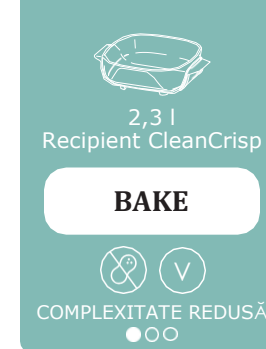 2,3 l
Recipient CleanCrisp
BAKE
V
COMPLEXITATE REDUSĂ